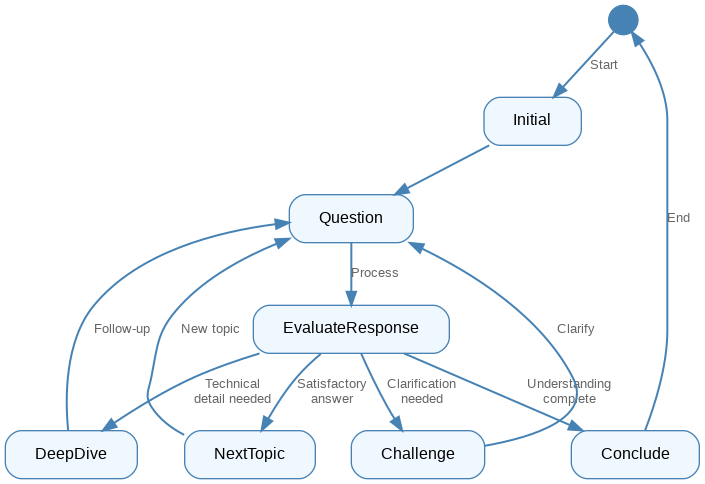 Start
Initial
Question
End
Process
Follow-up
New topic
EvaluateResponse
Clarify
Technical
detail needed
Satisfactory
answer
Clarification
needed
Understanding
complete
DeepDive
NextTopic
Challenge
Conclude